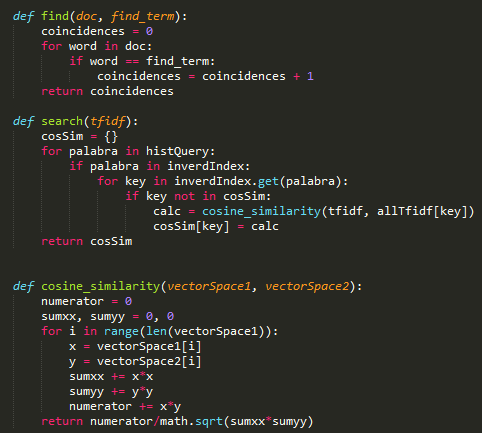 def find(doc, find_term):
    coincidences = 0
    for word in doc:
        if word == find_term:
            coincidences = coincidences + 1
    return coincidences

def search(tfidf):
    cosSim = {}
    for palabra in histQuery:
        if palabra in inverdIndex:
            for key in inverdIndex.get(palabra):
                if key not in cosSim:
                    calc = cosine_similarity(tfidf, allTfidf[key])
                    cosSim[key] = calc
    return cosSim

def cosine_similarity(vectorSpace1, vectorSpace2):
    numerator = 0
    sumxx, sumyy = 0, 0
    for i in range(len(vectorSpace1)):
        x = vectorSpace1[i]
        y = vectorSpace2[i]
        sumxx += x*x
        sumyy += y*y
        numerator += x*y
    return numerator/math.sqrt(sumxx*sumyy)